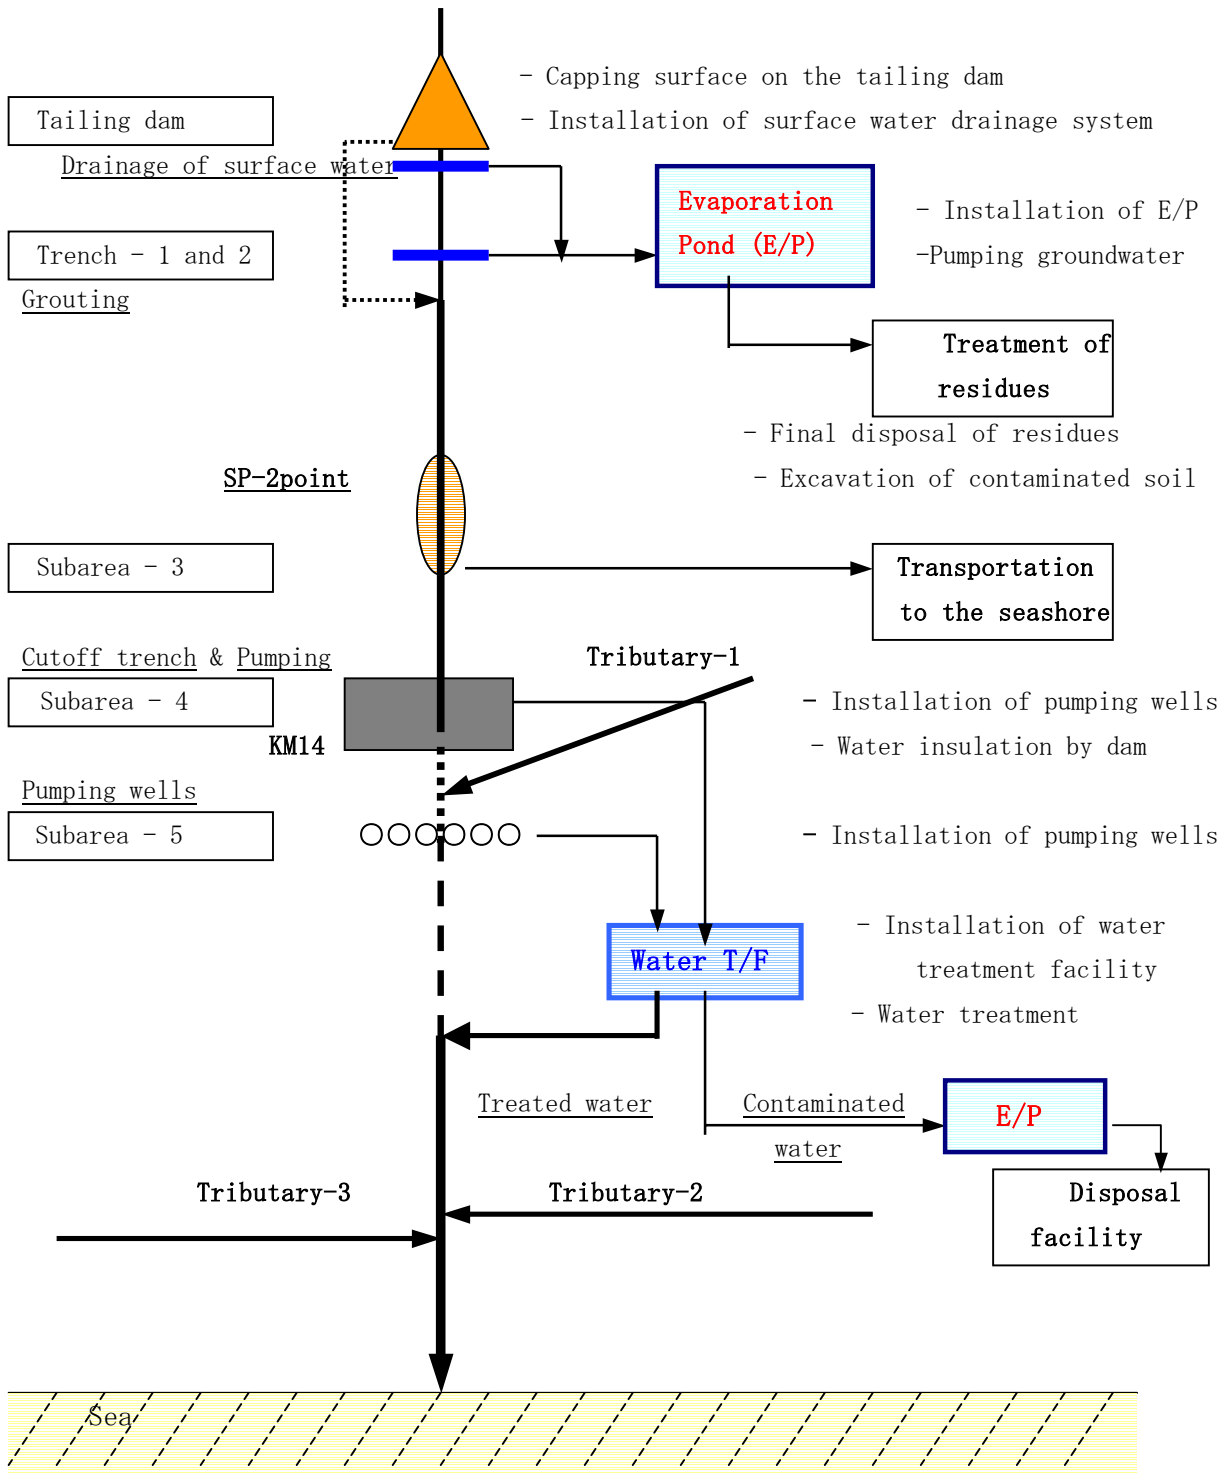 - Capping surface on the tailing dam
Tailing dam
- Installation of surface water drainage system
Drainage of surface water
Evaporation
Pond (E/P)
- Installation of E/P
-Pumping groundwater
Trench - 1 and 2
Grouting
Treatment of
residues
- Final disposal of residues
SP-2point
- Excavation of contaminated soil
Subarea - 3
Transportation
to the seashore
Cutoff trench & Pumping
Tributary-1
Subarea - 4
- Installation of pumping wells
KM14
- Water insulation by dam
Pumping wells
Subarea - 5
- Installation of pumping wells
- Installation of water
treatment facility
Water T/F
- Water treatment
Treated water
Contaminated
water
E/P
Tributary-3
Tributary-2
Disposal
facility
Sea